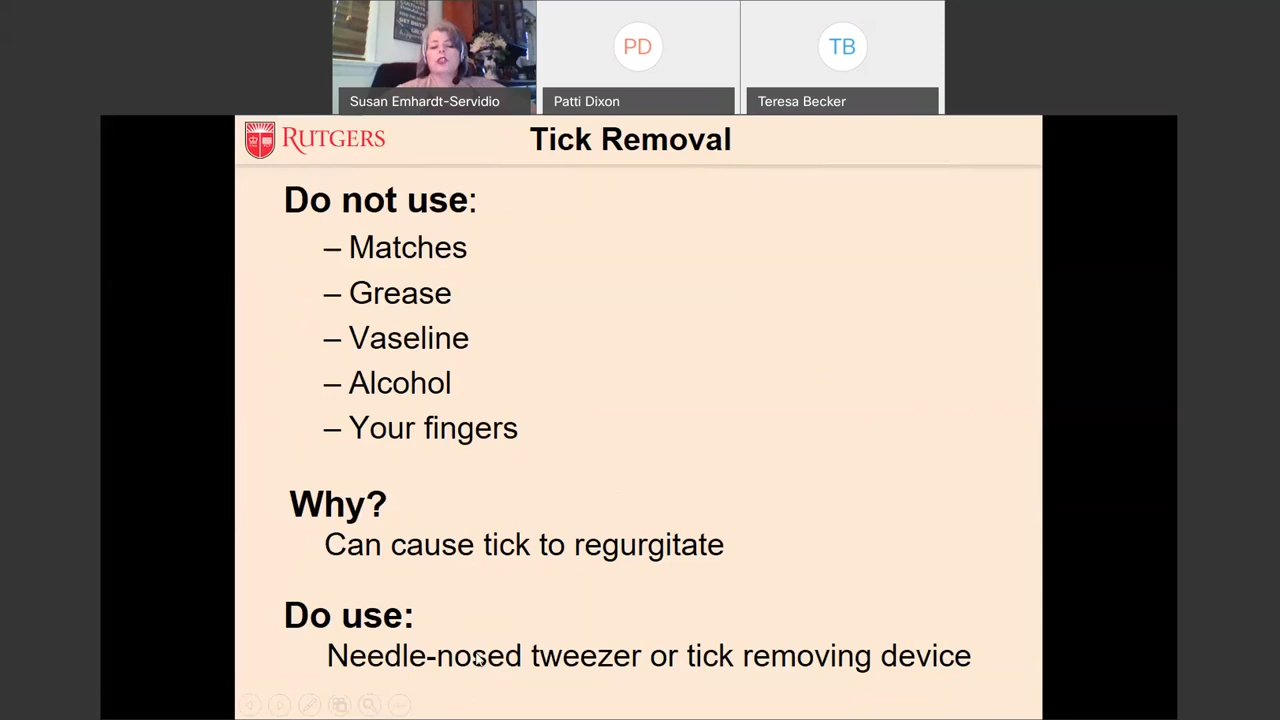 PD
TB
Susan Emhardt-Servidio
Patti Dixon
Teresa Becker
RUTGERS
Tick Removal
Do not use:
– Matches
– Grease
– Vaseline
– Alcohol
– Your fingers
Why?
Can cause tick to regurgitate
Do use:
Needle-nosed tweezer or tick removing device